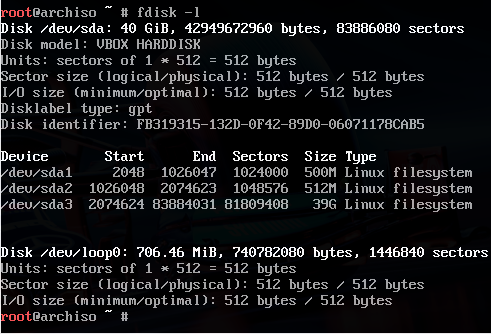 root@archiso ~ # fdisk -l
Disk /dev/sda: 40 GiB, 42949672960 bytes, 83886080 sectors
Disk model: VBOX HARDDISK
Units: sectors of 1 * 512 = 512 bytes
Sector size (logical/physical): 512 bytes / 512 bytes
I/O size (minimum/optimal): 512 bytes / 512 bytes
Disklabel type: gpt
Disk identifier: FB319315-132D-0F42-89D0-06071178CAB5
Device Start End Sectors Size Type
/dev/sda1 2048 1026047 1024000 500M Linux filesystem
/dev/sda2 1026048 2074623 1048576 512M Linux filesystem
/dev/sda3 2074624 83884031 81809408 39G Linux filesystem
Disk /dev/loop0: 706.46 MiB, 740782080 bytes, 1446840 sectors
Units: sectors of 1 * 512 = 512 bytes
Sector size (logical/physical): 512 bytes / 512 bytes
I/O size (minimum/optimal): 512 bytes / 512 bytes
root@archiso ~ #